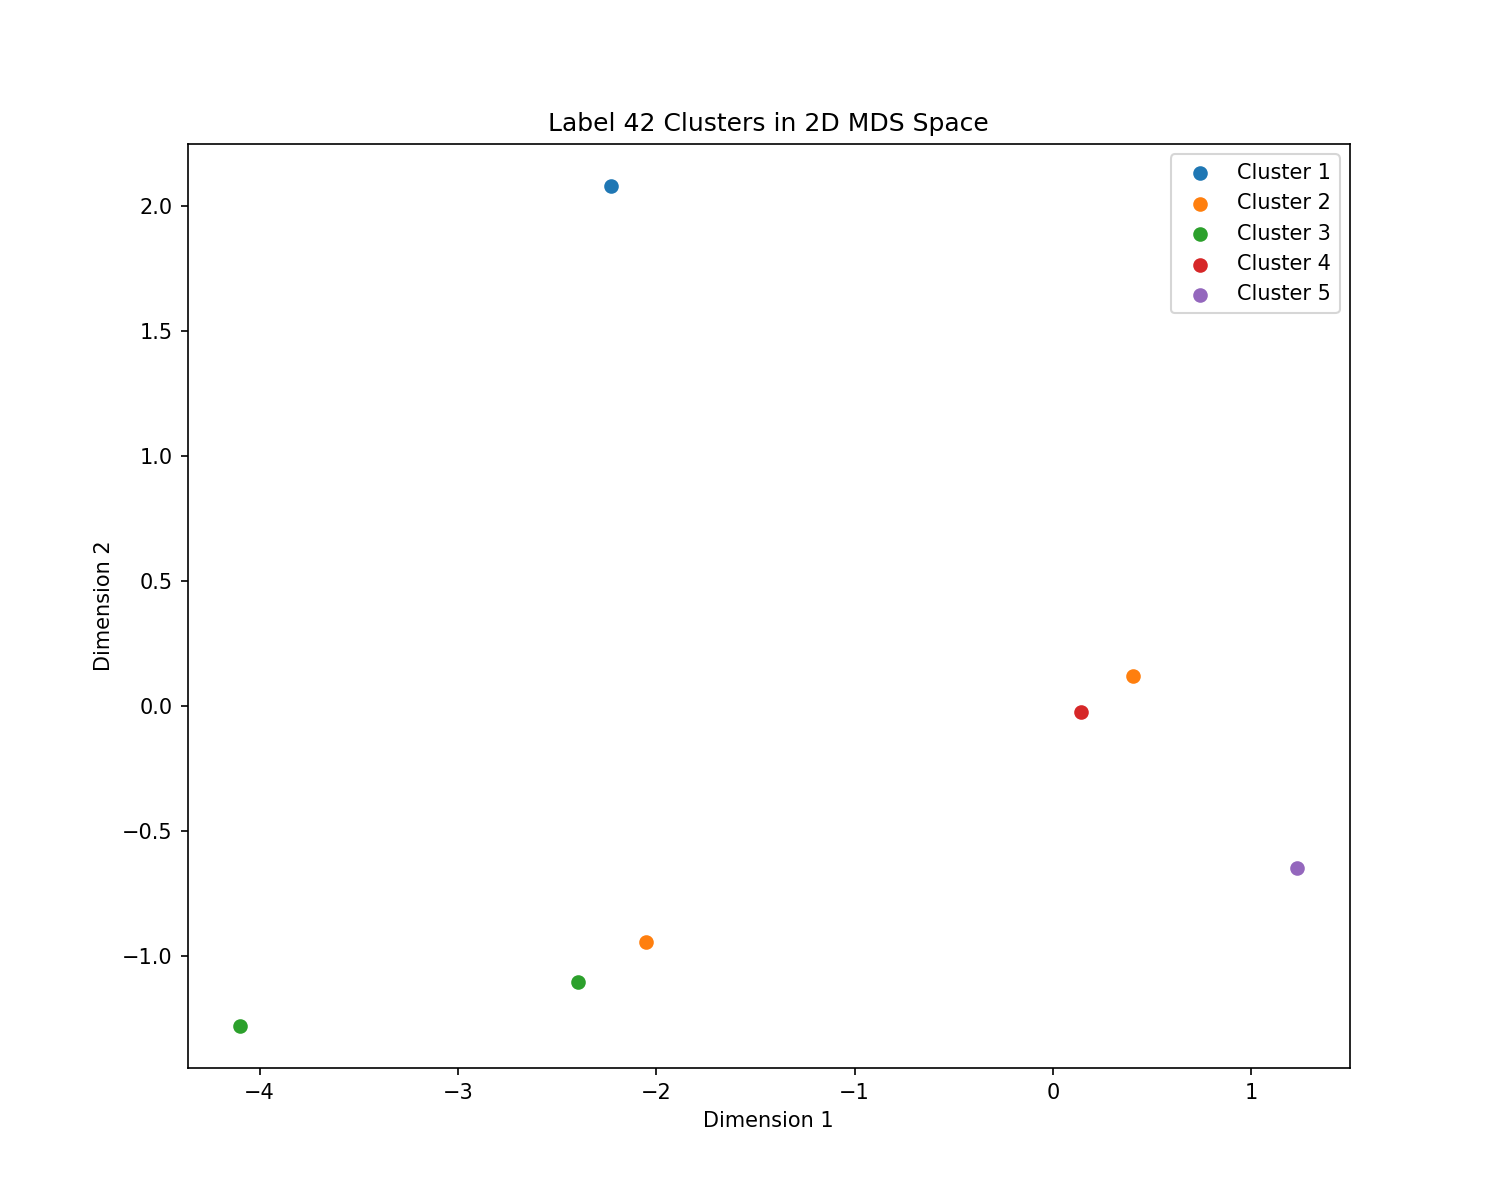 Label 42 Clusters in 2D MDS Space
Cluster 1
Cluster 2
Cluster 3
Cluster 4
Cluster 5
2.0
1.5
1.0
0.5
0.0
−0.5
−1.0
Dimension 2
−4 −3 −2 −1 0 1
Dimension 1